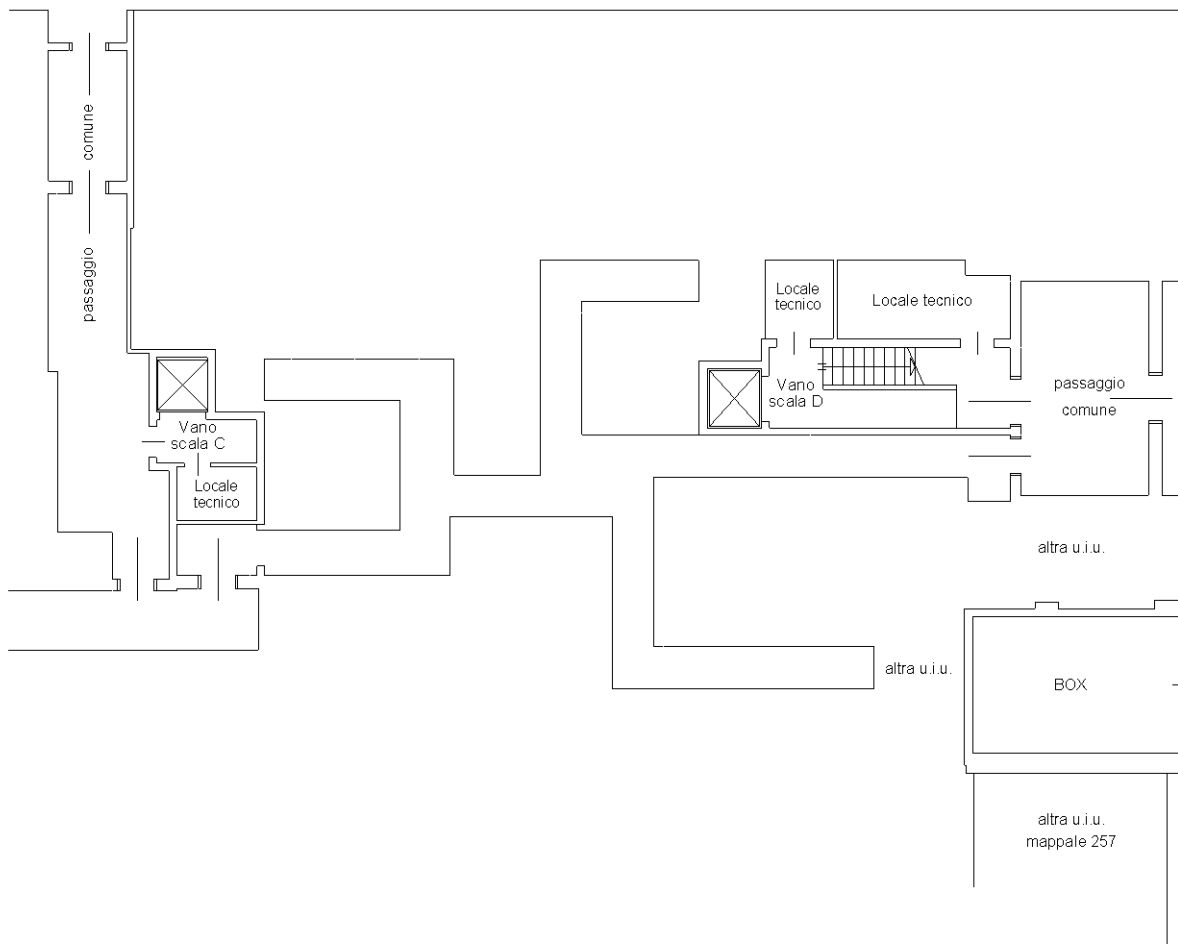 comune
passaggio
Locale
tecnico
Locale tecnico
Vano
scala D
passaggio
comune
Vano
scala C
Locale
tecnico
altra u.i.u.
altra u.i.u.
BOX
altra u.i.u.
mappale 257